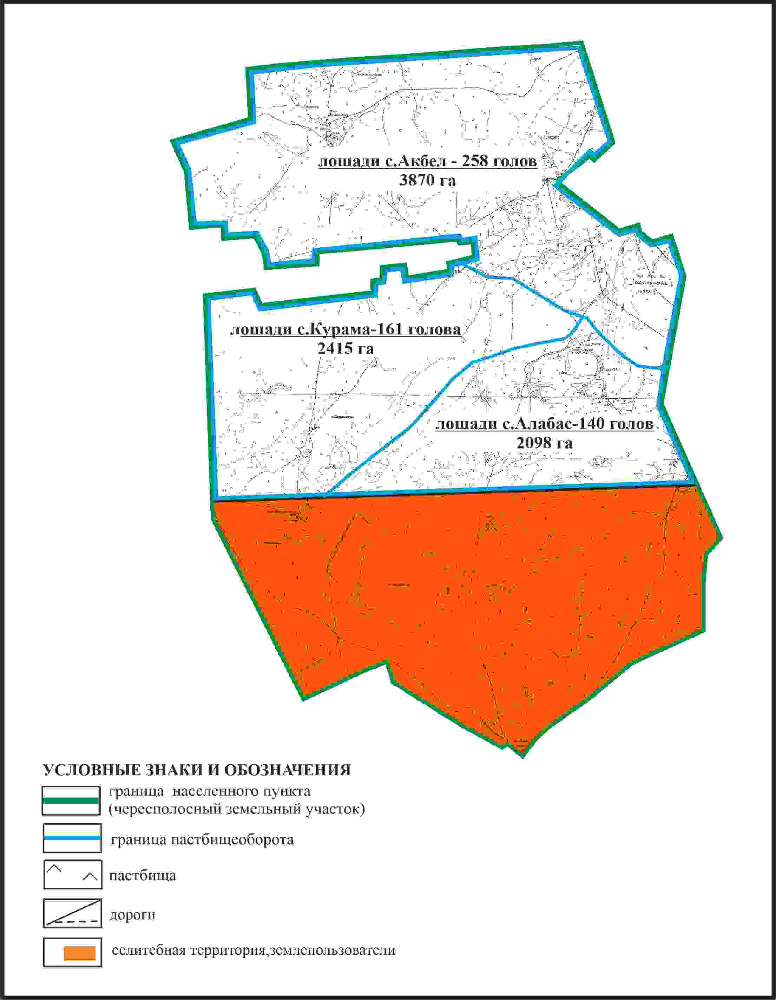 лошади с.Акбел - 258 голов
3870 га
лошади с.Курама-161 голова
2415 га
лошади с.Алабас-140 голов
2098 га
УСЛОВНЫЕ ЗНАКИ И ОБОЗНАЧЕНИЯ
граница населенного пункта
(чересполосный земельный участок)
граница пастбищеоборота
пастбища
дороги
селитебная территория,землепользователи